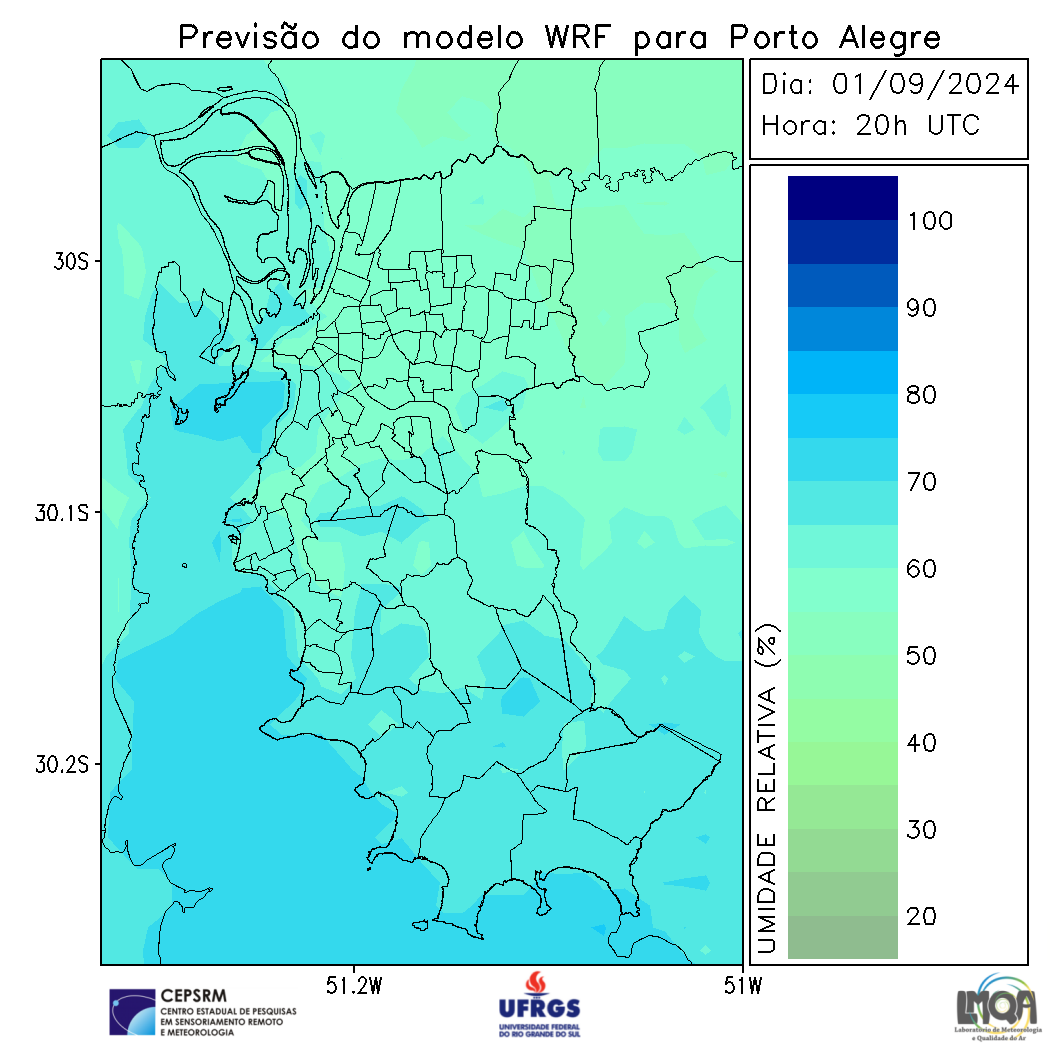 Previsão do modelo WRF para Porto Alegre
Dia: 01/09/2024
Hora: 20h UTC
30S
30.1S
30.2S
51.2W
51W
UMIDADE RELATIVA (%)
100
90
80
70
60
50
40
30
20
CEPSRM
CENTRO ESTADUAL DE PESQUISAS
EM SENSORIAMENTO REMOTO
E METEOROLOGIA
UFRGS
UNIVERSIDADE FEDERAL
DO RIO GRANDE DO SUL
LMQA
Laboratório de Meteorologia
e Qualidade do Ar